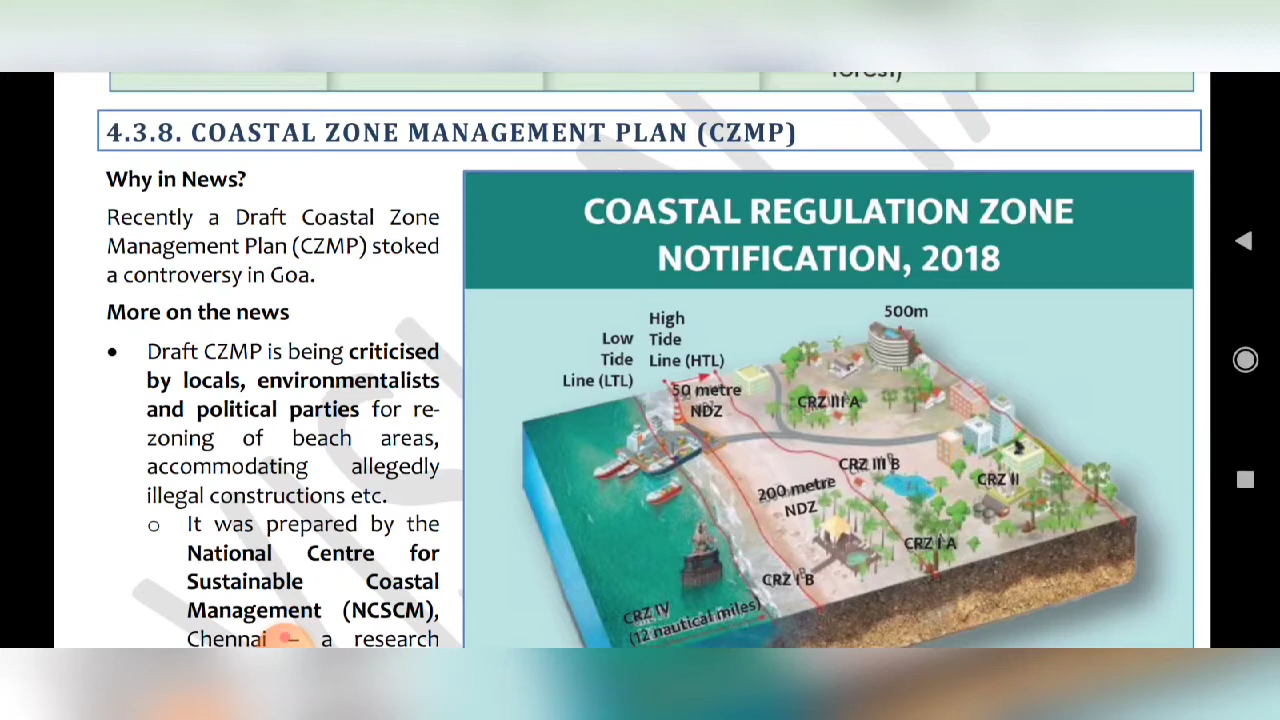 forest)
4.3.8. COASTAL ZONE MANAGEMENT PLAN (CZMP)
Why in News?
Recently a Draft Coastal Zone
Management Plan (CZMP) stoked
a controversy in Goa.
More on the news
• Draft CZMP is being criticised
by locals, environmentalists
and political parties for re-
zoning of beach areas,
accommodating allegedly
illegal constructions etc.
o It was prepared by the
National Centre for
Sustainable Coastal
Management (NCSCM),
Chennai – a research
COASTAL REGULATION ZONE
NOTIFICATION, 2018
500m
High
Tide
Line (HTL)
Low
Tide
Line (LTL)
50 metre
NDZ
CRZ III A
CRZ III B
CRZ II
200 metre
NDZ
CRZ I A
CRZ I B
CRZ IV
(12 nautical miles)